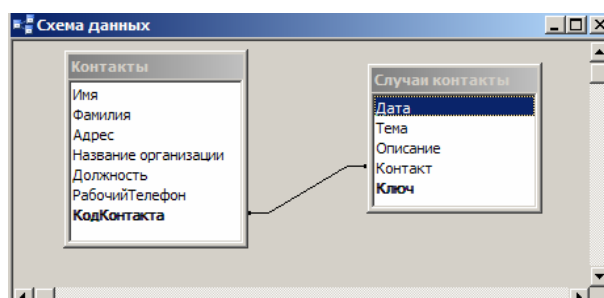 Схема данных
Контакты
Имя
Фамилия
Адрес
Название организации
Должность
РабочийТелефон
КодКонтакта
Случаи контакты
Дата
Тема
Описание
Контакт
Ключ